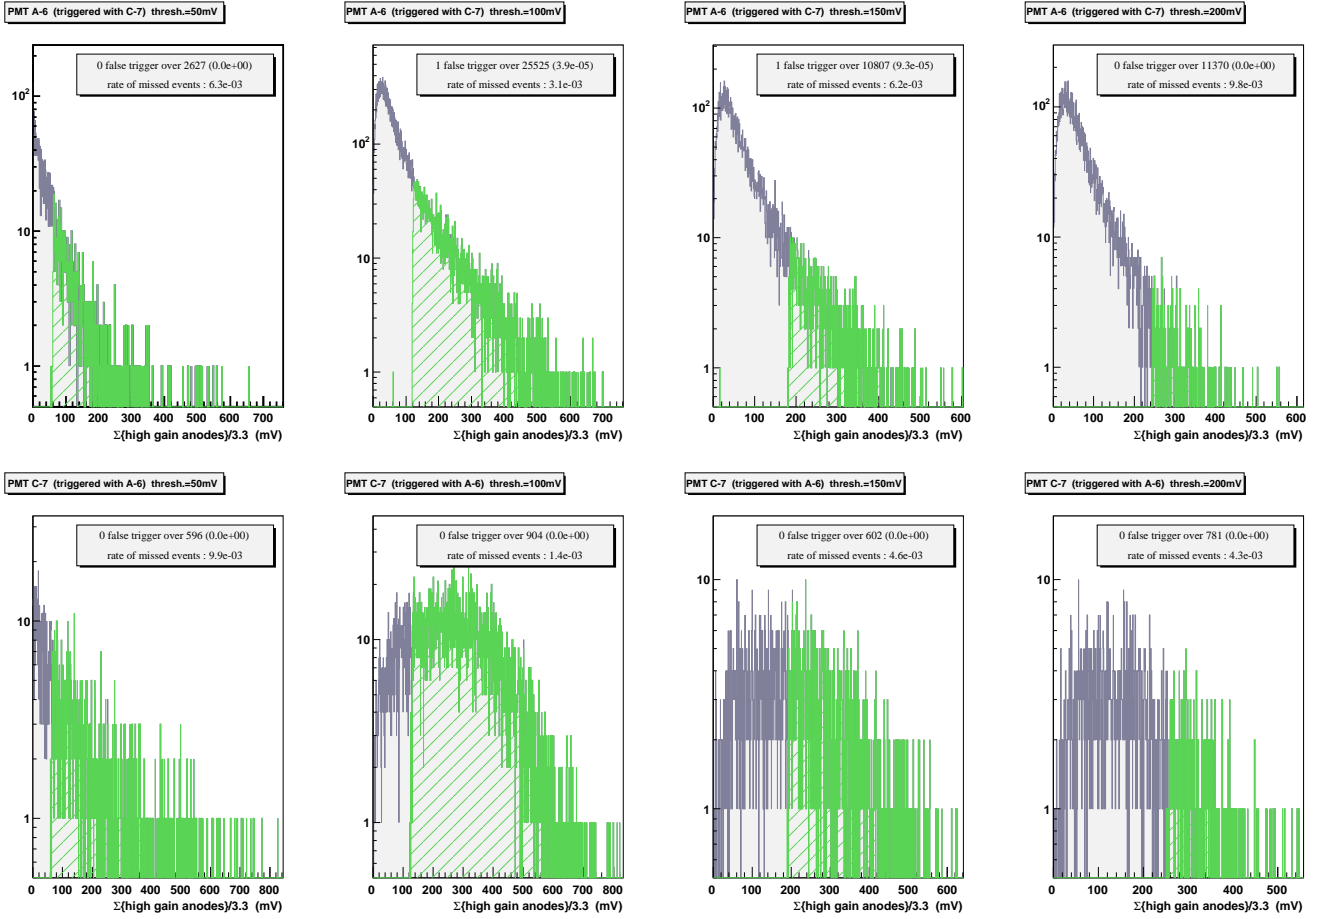 PMT A-6 (triggered with C-7) thresh.=50mV
0 false trigger over 2627 (0.0e+00)
rate of missed events : 6.3e-03
10²
10
1
0 100 200 300 400 500 600 700
Σ{high gain anodes}/3.3 (mV)
PMT A-6 (triggered with C-7) thresh.=100mV
1 false trigger over 25525 (3.9e-05)
rate of missed events : 3.1e-03
10²
10
1
0 100 200 300 400 500 600 700
Σ{high gain anodes}/3.3 (mV)
PMT A-6 (triggered with C-7) thresh.=150mV
1 false trigger over 10807 (9.3e-05)
rate of missed events : 6.2e-03
10²
10
1
0 100 200 300 400 500 600
Σ{high gain anodes}/3.3 (mV)
PMT A-6 (triggered with C-7) thresh.=200mV
0 false trigger over 11370 (0.0e+00)
rate of missed events : 9.8e-03
10²
10
1
0 100 200 300 400 500 600
Σ{high gain anodes}/3.3 (mV)
PMT C-7 (triggered with A-6) thresh.=50mV
0 false trigger over 596 (0.0e+00)
rate of missed events : 9.9e-03
10
1
0 100 200 300 400 500 600 700 800
Σ{high gain anodes}/3.3 (mV)
PMT C-7 (triggered with A-6) thresh.=100mV
0 false trigger over 904 (0.0e+00)
rate of missed events : 1.4e-03
10
1
0 100 200 300 400 500 600 700 800
Σ{high gain anodes}/3.3 (mV)
PMT C-7 (triggered with A-6) thresh.=150mV
0 false trigger over 602 (0.0e+00)
rate of missed events : 4.6e-03
10
1
0 100 200 300 400 500 600
Σ{high gain anodes}/3.3 (mV)
PMT C-7 (triggered with A-6) thresh.=200mV
0 false trigger over 781 (0.0e+00)
rate of missed events : 4.3e-03
10
1
0 100 200 300 400 500
Σ{high gain anodes}/3.3 (mV)